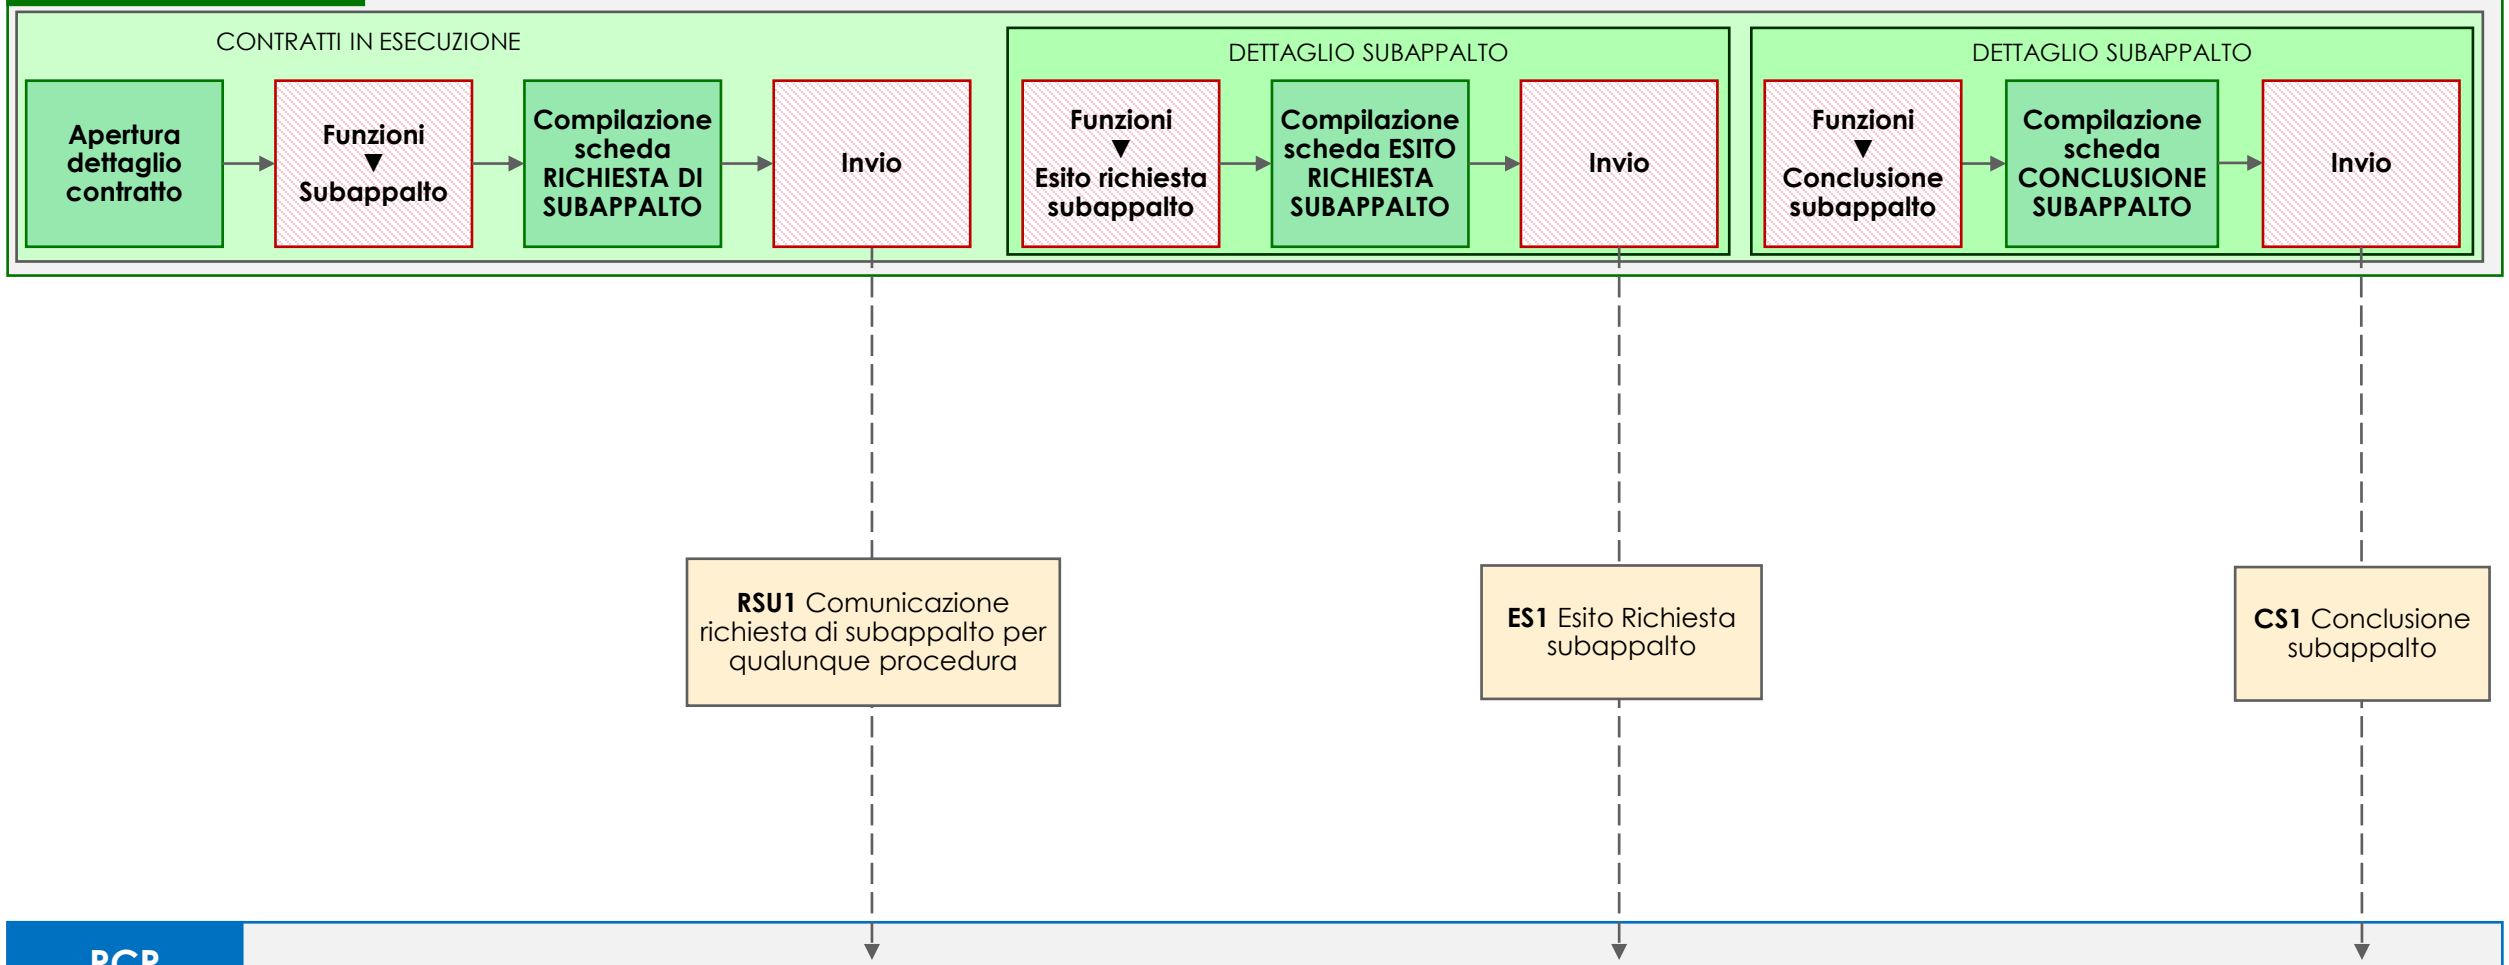 CONTRATTI IN ESECUZIONE
Apertura
dettaglio
contratto
Funzioni
▼
Subappalto
Compilazione
scheda
RICHIESTA DI
SUBAPPALTO
Invio
DETTAGLIO SUBAPPALTO
Funzioni
▼
Esito richiesta
subappalto
Compilazione
scheda ESITO
RICHIESTA
SUBAPPALTO
Invio
DETTAGLIO SUBAPPALTO
Funzioni
▼
Conclusione
subappalto
Compilazione
scheda
CONCLUSIONE
SUBAPPALTO
Invio
RSU1 Comunicazione
richiesta di subappalto per
qualunque procedura
ES1 Esito Richiesta
subappalto
CS1 Conclusione
subappalto